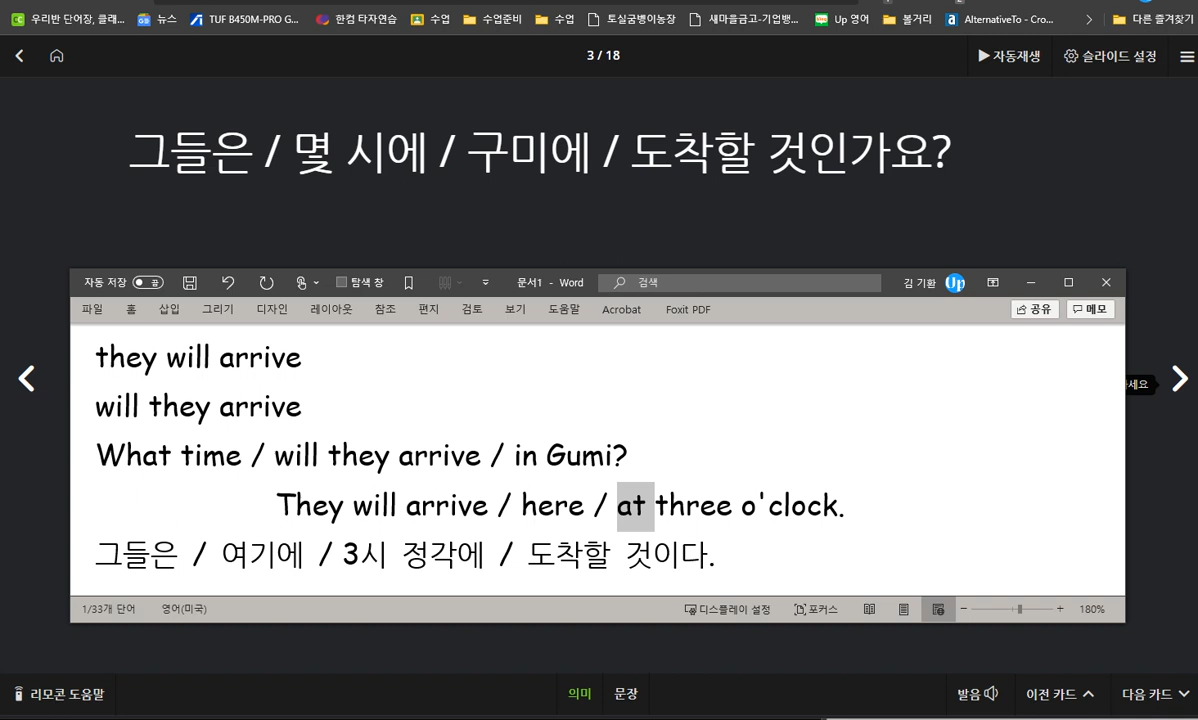 우리반 단어장, 클래... 뉴스 TUF B450M-PRO G... 한컴 타자연습 수업 수업준비 수업 토실굼벵이농장 새마을금고-기업뱅... Up 영어 볼거리 AlternativeTo - Cro... 다른 즐겨찾기
3 / 18 자동재생 슬라이드 설정
그들은 / 몇 시에 / 구미에 / 도착할 것인가요?
자동 저장 끔 탐색 창 문서1 - Word 검색 김 기환 Up
파일 홈 삽입 그리기 디자인 레이아웃 참조 편지 검토 보기 도움말 Acrobat Foxit PDF 공유 메모
they will arrive
will they arrive
세요
What time / will they arrive / in Gumi?
They will arrive / here / at three o'clock.
그들은 / 여기에 / 3시 정각에 / 도착할 것이다.
1/33개 단어 영어(미국) 디스플레이 설정 포커스 180%
리모콘 도움말 의미 문장 발음 이전 카드 다음 카드